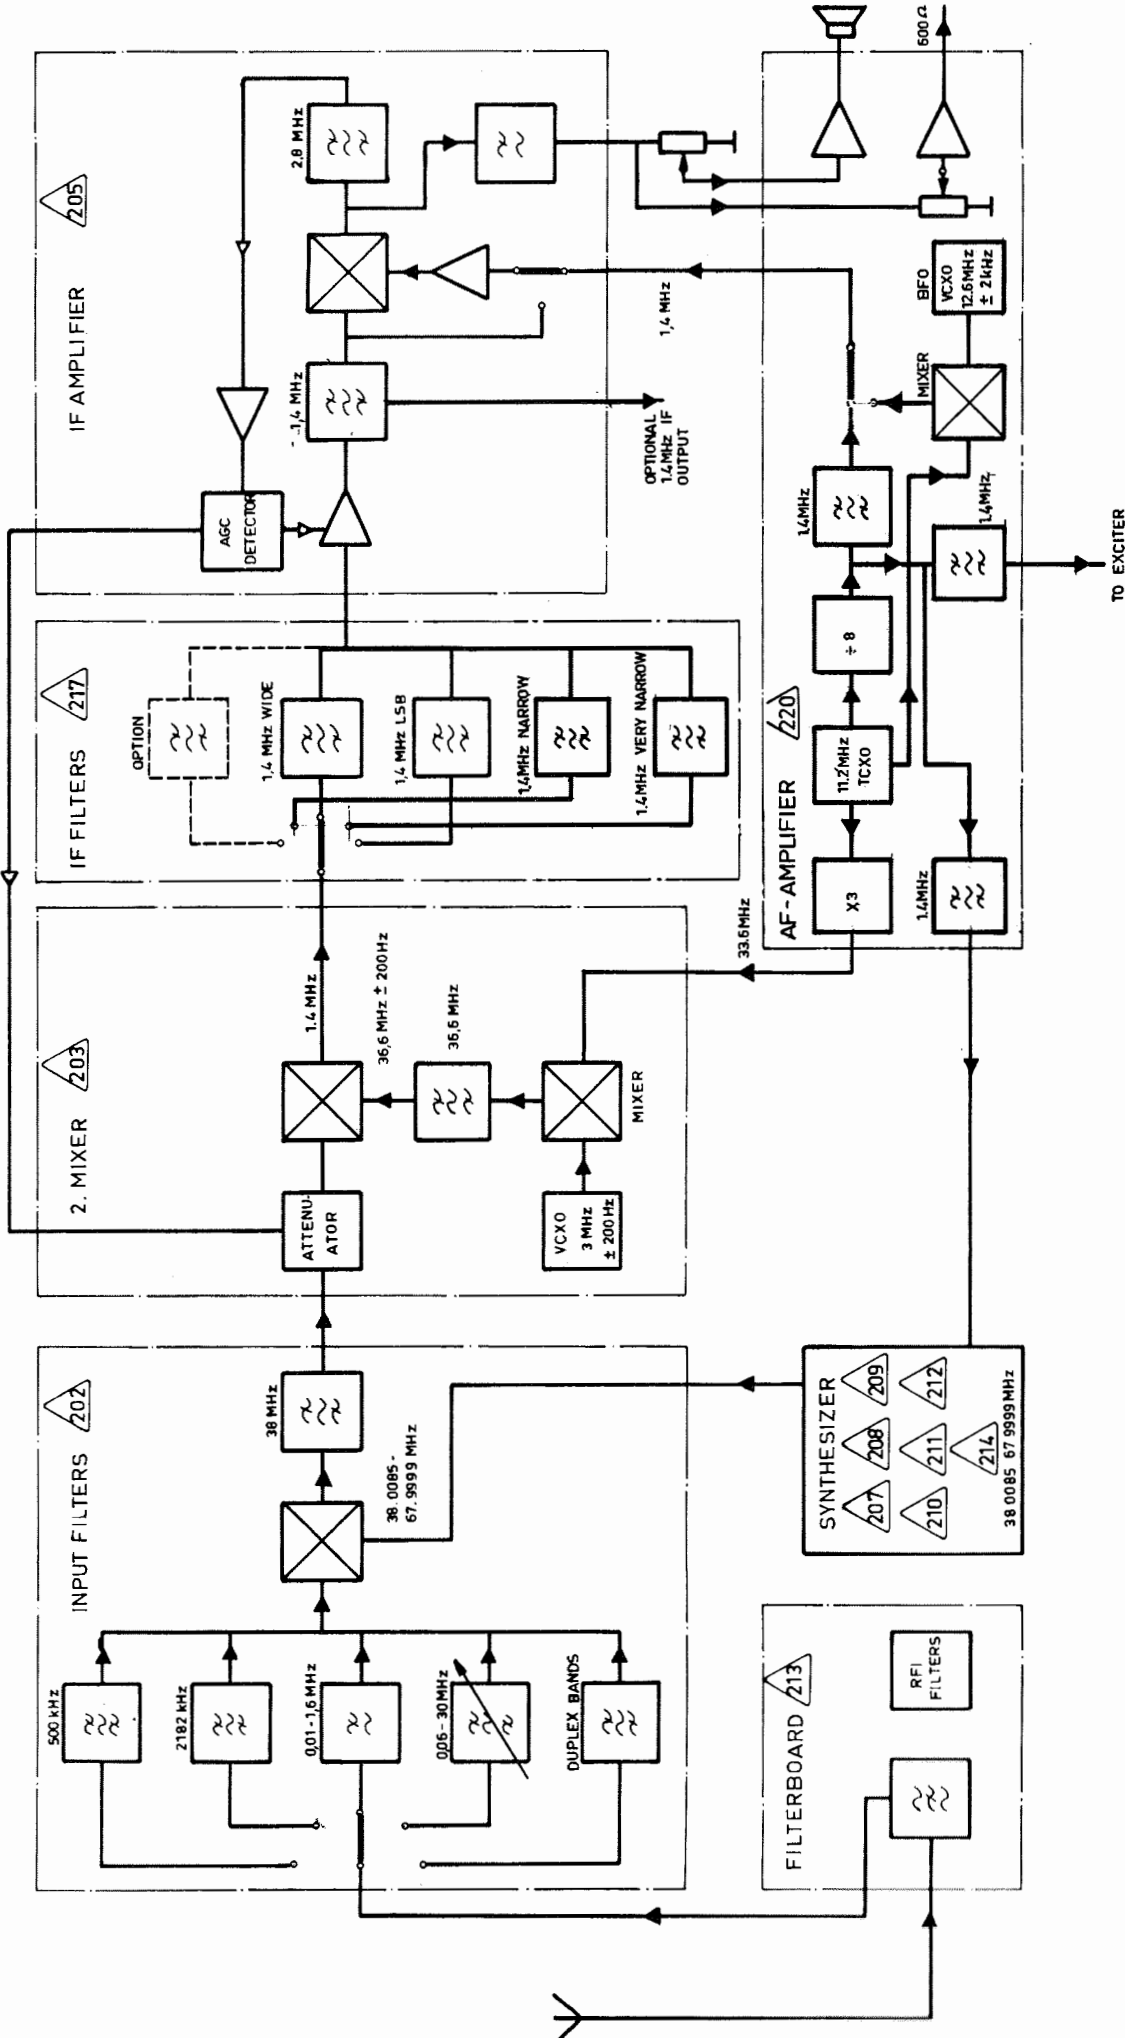 INPUT FILTERS
202
500 kHz
2182 kHz
0,01-1,6 MHz
0,06-30MHz
DUPLEX BANDS
38 MHz
38.0085-
67.9999 MHz
2. MIXER
203
ATTENU-
ATOR
1.4 MHz
36,6 MHz ± 200Hz
36,6 MHz
VCXO
3 MHz
± 200Hz
MIXER
IF FILTERS
217
OPTION
1,4 MHz WIDE
1,4 MHz LSB
1,4MHz NARROW
1.4MHz VERY NARROW
IF AMPLIFIER
205
AGC
DETECTOR
1,4 MHz
2,8 MHz
OPTIONAL
1.4MHz IF
OUTPUT
1,4 MHz
FILTERBOARD
213
RFI
FILTERS
SYNTHESIZER
207
208
209
210
211
212
214
38 0085 67 9999 MHz
AF-AMPLIFIER
220
33.6MHz
X3
11.2MHz
TCXO
÷ 8
1.4MHz
1.4MHz
1.4MHz
MIXER
BFO
VCXO
12.6MHz
± 2kHz
600Ω
TO EXCITER